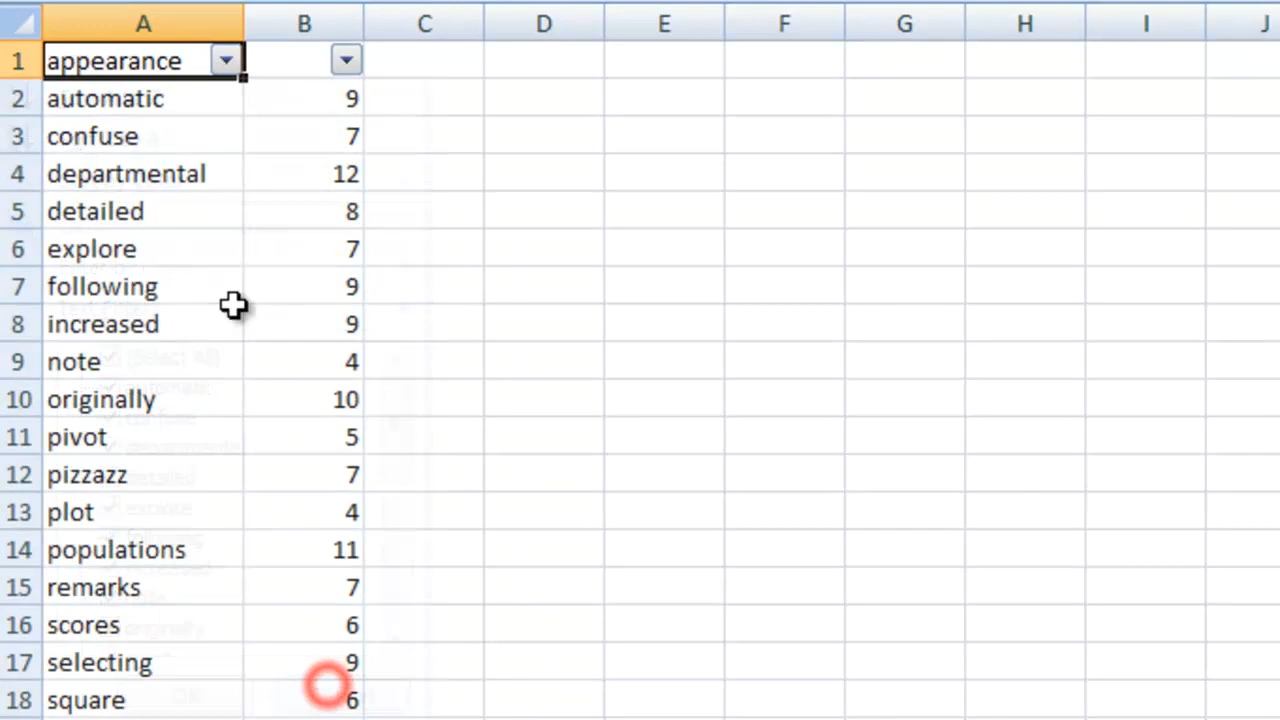 A B C D E F G H I J
1 appearance
2 automatic 9
3 confuse 7
4 departmental 12
5 detailed 8
6 explore 7
7 following 9
8 increased 9
9 note 4
10 originally 10
11 pivot 5
12 pizzazz 7
13 plot 4
14 populations 11
15 remarks 7
16 scores 6
17 selecting 9
18 square 6